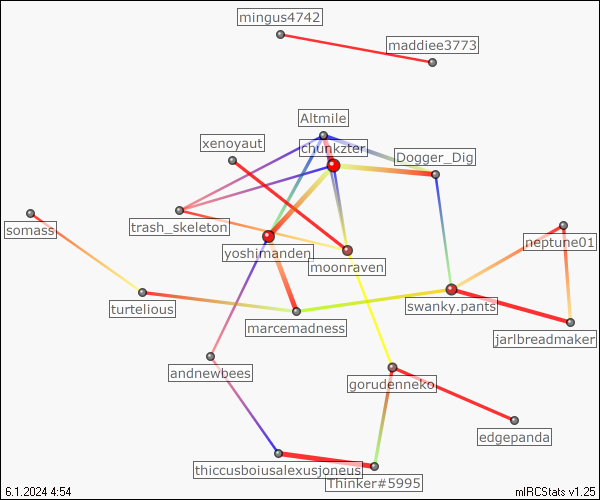 mingus4742
maddiee3773
Altmile
xenoyaut
chunkzter
Dogger_Dig
somass
trash_skeleton
neptune01
yoshimanden
moonraven
turtelious
swanky.pants
marcemadness
jarlbreadmaker
andnewbees
gorudenneko
edgepanda
thiccusboiusalexusjoneus
Thinker#5995
6.1.2024 4:54
mIRCStats v1.25